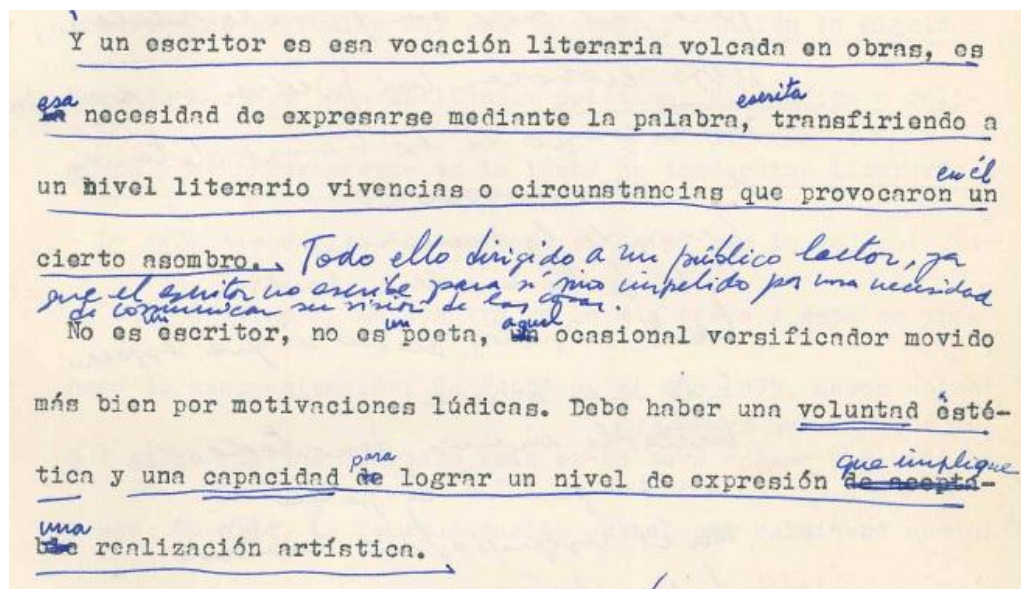 Y un escritor es esa vocación literaria volcada en obras, es
esa necesidad de expresarse mediante la palabra, escrita transfiriendo a
un nivel literario vivencias o circunstancias que provocaron en él un
cierto asombro. Todo ello dirigido a un público lector, ya
que el escritor no escribe para sí sino impelido por una necesidad
de comunicar su visión de las cosas.
No es un escritor, no es un poeta, aquel ocasional versificador movido
más bien por motivaciones lúdicas. Debe haber una voluntad esté-
tica y una capacidad para lograr un nivel de expresión que implique
una realización artística.